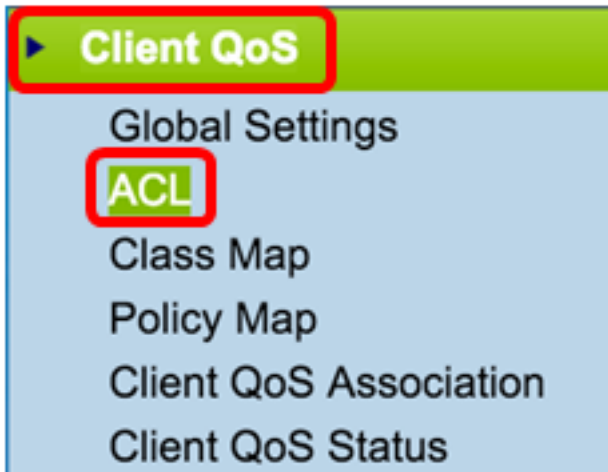 Client QoS
Global Settings
ACL
Class Map
Policy Map
Client QoS Association
Client QoS Status